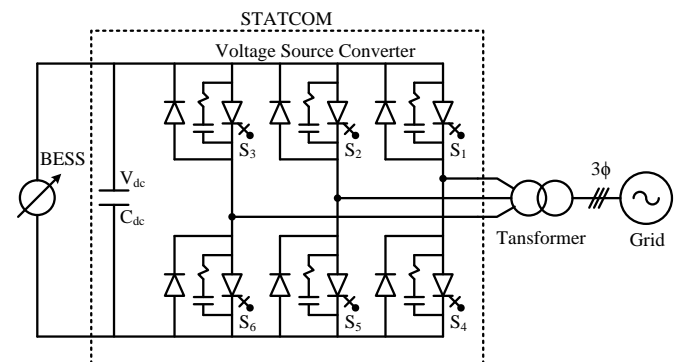 STATCOM
Voltage Source Converter
BESS
Vdc
Cdc
S3
S2
S1
3ϕ
Tansformer
Grid
S6
S5
S4